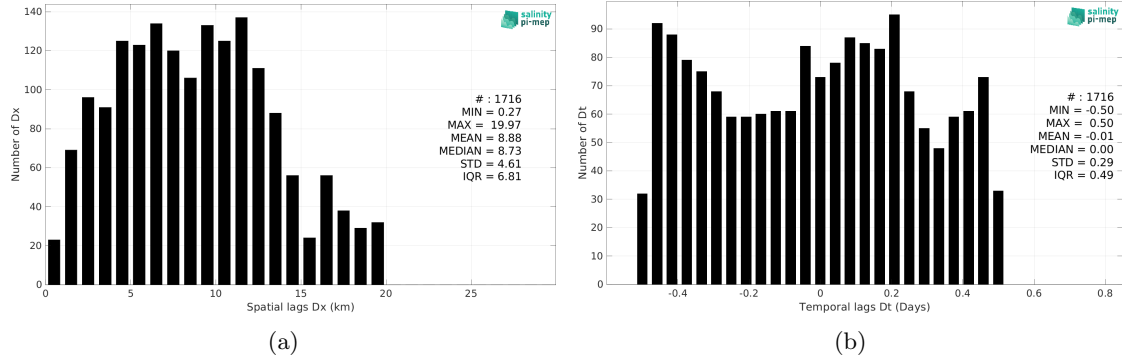 140
120
100
80
60
40
20
0
Number of Dx
0 5 10 15 20 25
Spatial lags Dx (km)
salinity
pi-mep
# : 1716
MIN = 0.27
MAX = 19.97
MEAN = 8.88
MEDIAN = 8.73
STD = 4.61
IQR = 6.81
(a)
90
80
70
60
50
40
30
20
10
0
Number of Dt
-0.4 -0.2 0 0.2 0.4 0.6 0.8
Temporal lags Dt (Days)
salinity
pi-mep
# : 1716
MIN = -0.50
MAX = 0.50
MEAN = -0.01
MEDIAN = 0.00
STD = 0.29
IQR = 0.49
(b)